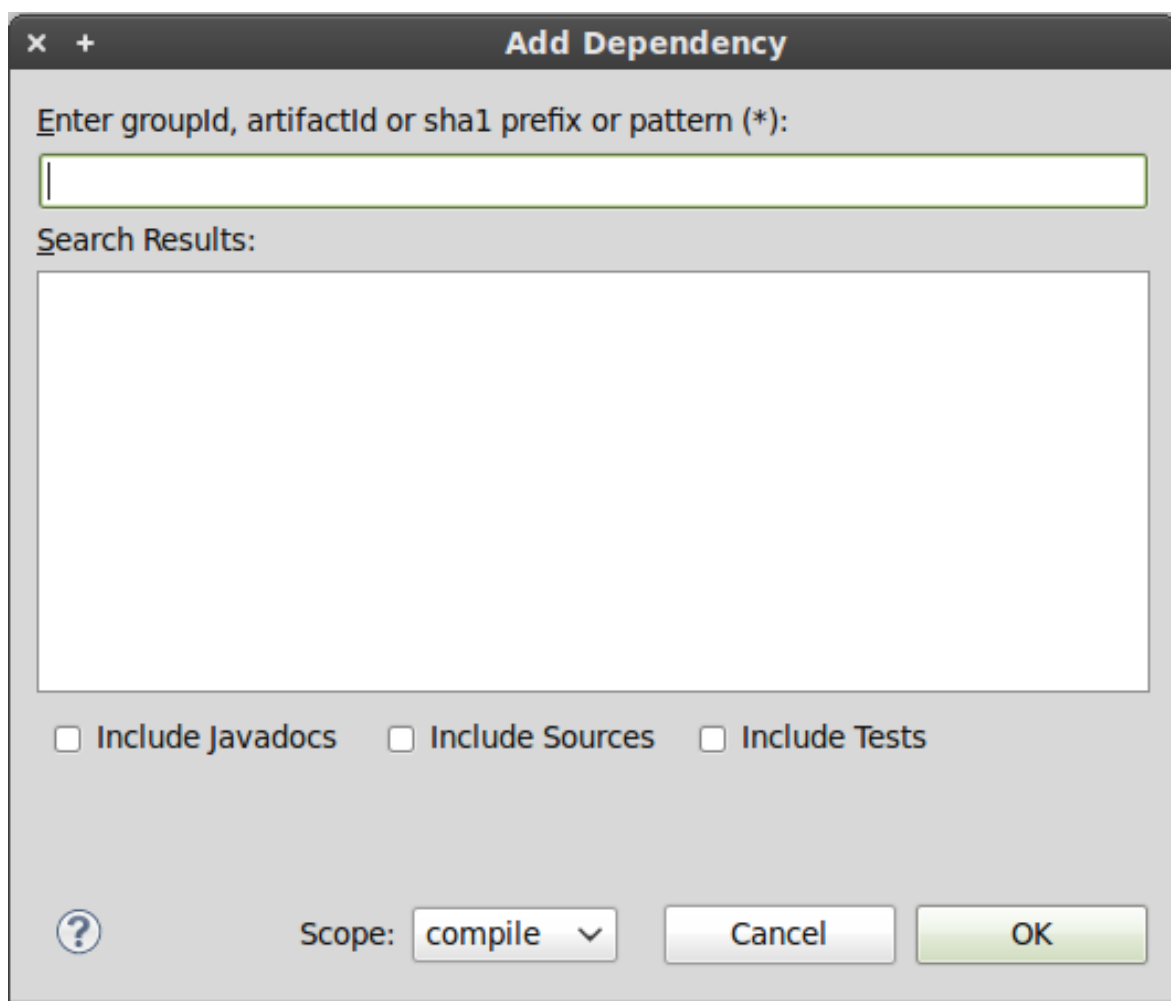 Add Dependency
Enter groupId, artifactId or sha1 prefix or pattern (*):
Search Results:
Include Javadocs Include Sources Include Tests
? Scope: compile Cancel OK